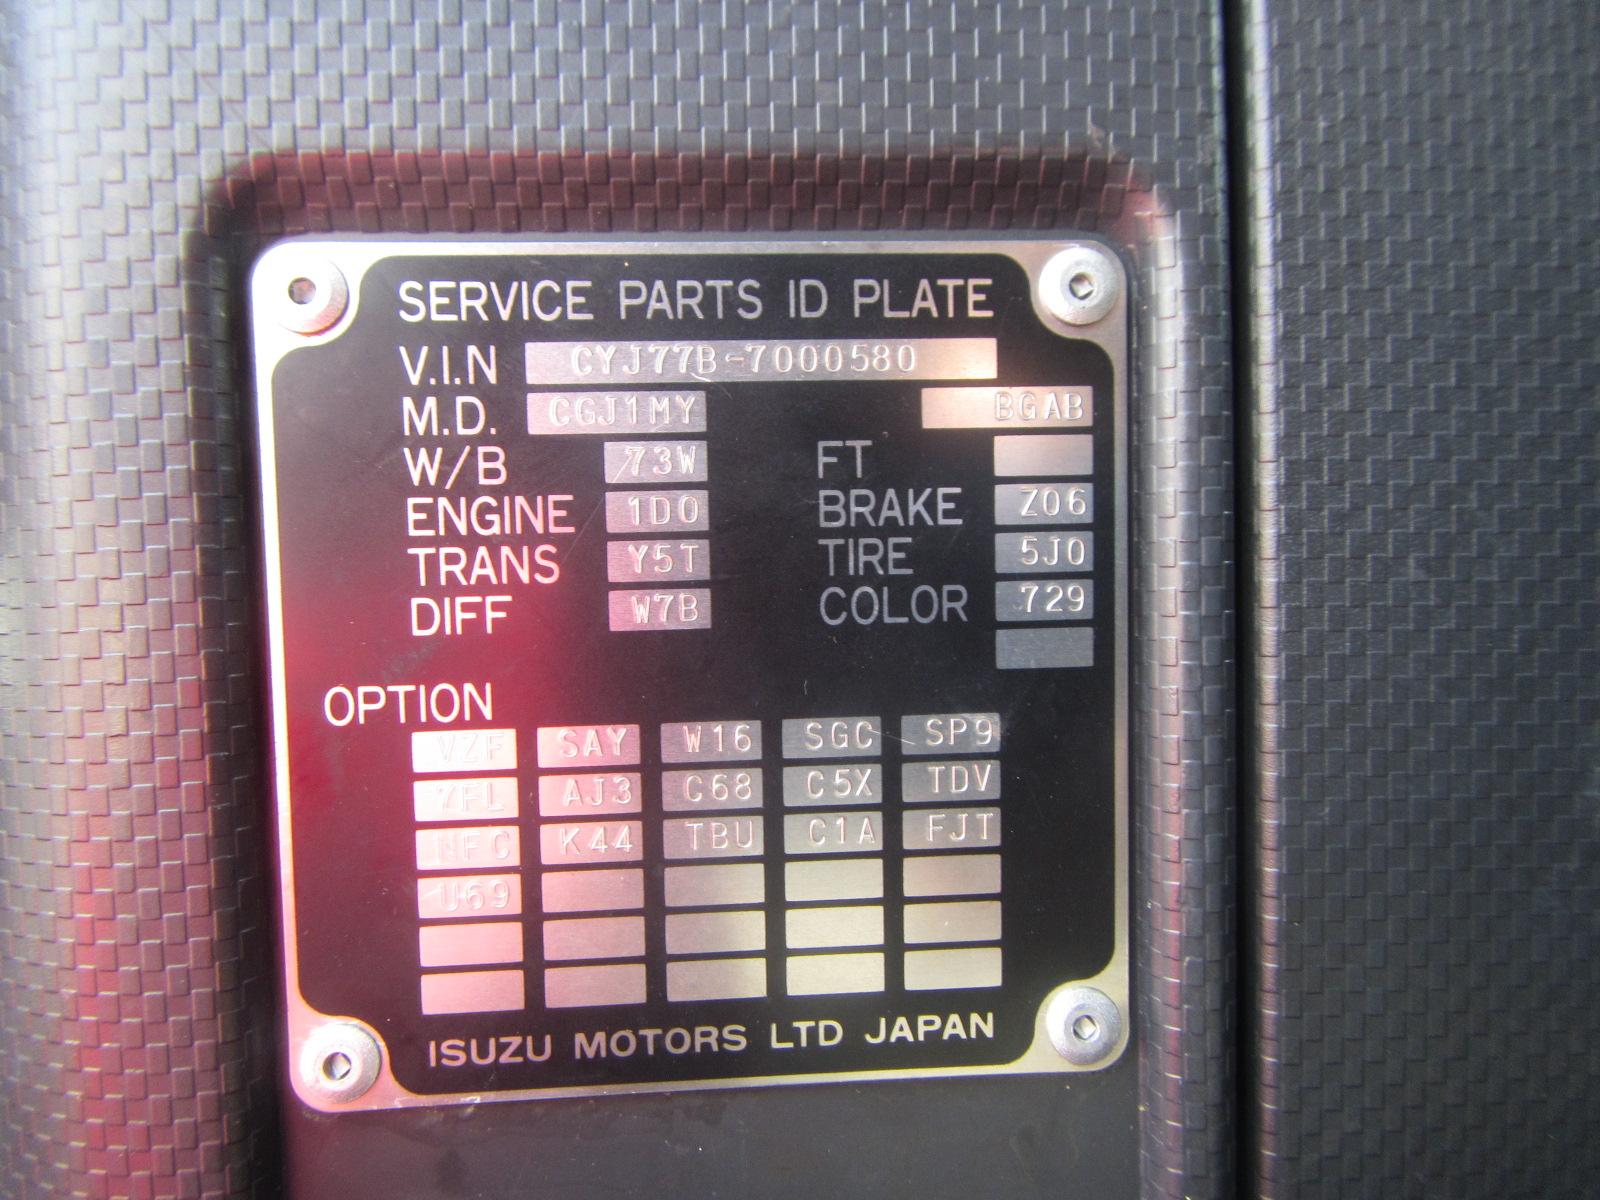 SERVICE PARTS ID PLATE
V.I.N CYJ77B-7000580
M.D. CGJ1MY BGAB
W/B 73W FT
ENGINE 1D0 BRAKE Z06
TRANS Y5T TIRE 5J0
DIFF W7B COLOR 729
OPTION
VZF SAY W16 SGC SP9
7FL AJ3 C68 C5X TDV
NFC K44 TBU C1A FJT
U69
ISUZU MOTORS LTD JAPAN